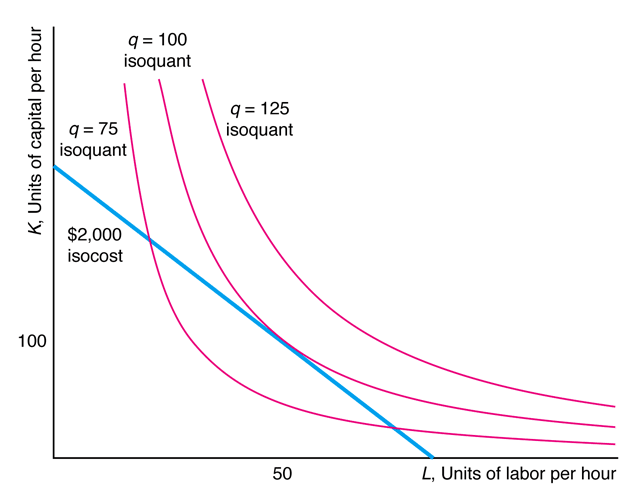 K, Units of capital per hour
q = 100
isoquant
q = 125
isoquant
q = 75
isoquant
$2,000
isocost
100
50
L, Units of labor per hour